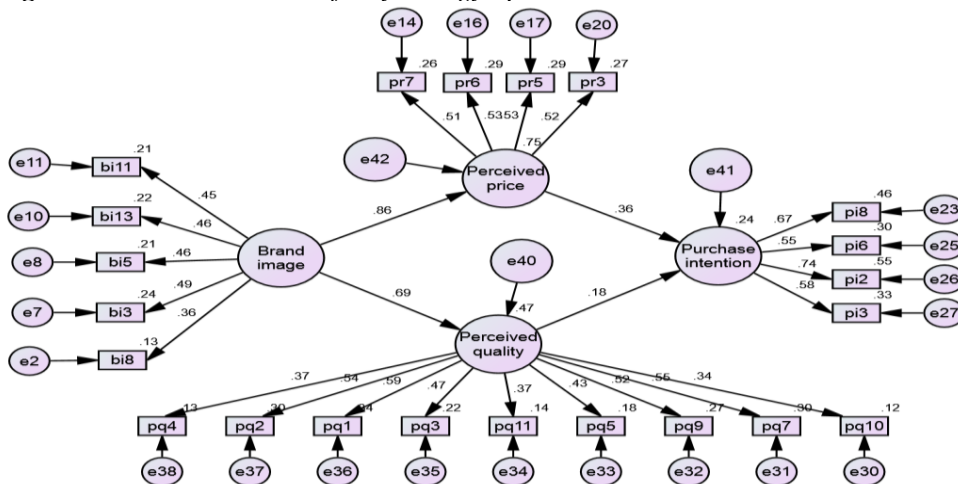 e14 e16 e17 e20
.26 .29 .29 .27
pr7 pr6 pr5 pr3
.51 .53 .53 .52
.75
e42 Perceived price
e41
e11 .21 bi11
.45
e10 .22 bi13
.46
e8 .21 bi5
.46
e7 .24 bi3
.49
e2 .13 bi8
.36
Brand image
.86
.69
.36
.18
.24
Purchase intention
.67 .46 pi8 e23
.55 .30 pi6 e25
.74 .55 pi2 e26
.58 .33 pi3 e27
e40
.47
Perceived quality
.37 .54 .59 .47 .37 .43 .52 .55 .34
.13 .30 .22 .14 .18 .27 .30 .12
pq4 pq2 pq1 pq3 pq11 pq5 pq9 pq7 pq10
e38 e37 e36 e35 e34 e33 e32 e31 e30